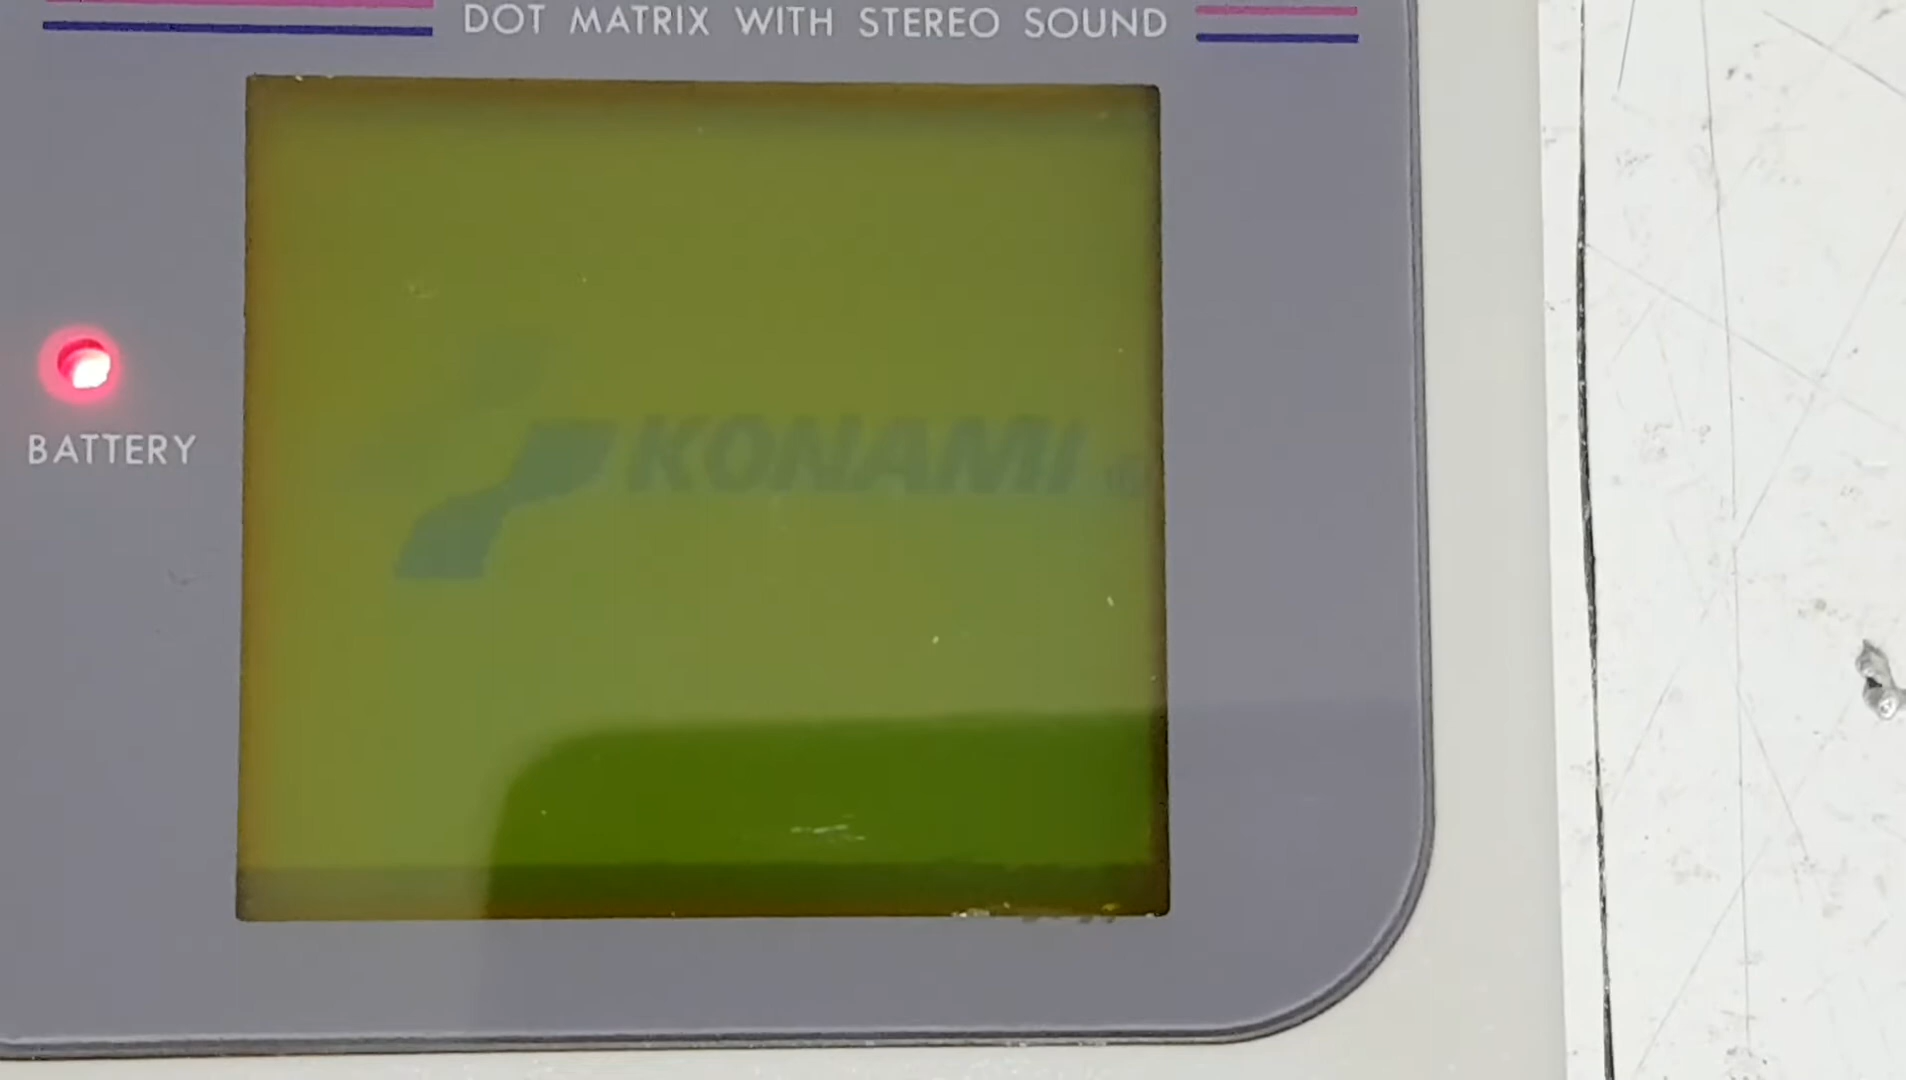 DOT MATRIX WITH STEREO SOUND
KONAMI
BATTERY